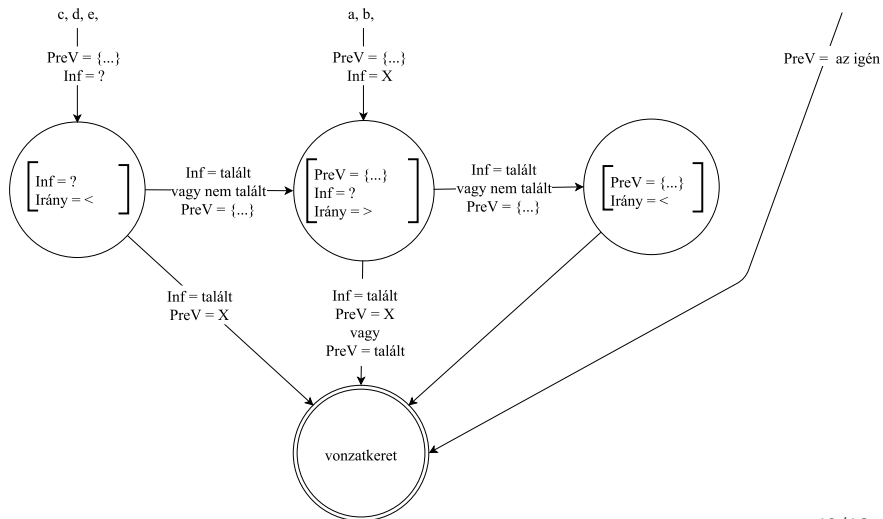 c, d, e,
PreV = {...}
Inf = ?
a, b,
PreV = {...}
Inf = X
PreV = az igén
Inf = ?
Irány = <
Inf = talált
vagy nem talált
PreV = {...}
PreV = {...}
Inf = ?
Irány = >
Inf = talált
vagy nem talált
PreV = {...}
PreV = {...}
Irány = <
Inf = talált
PreV = X
Inf = talált
PreV = X
vagy
PreV = talált
vonzatkeret